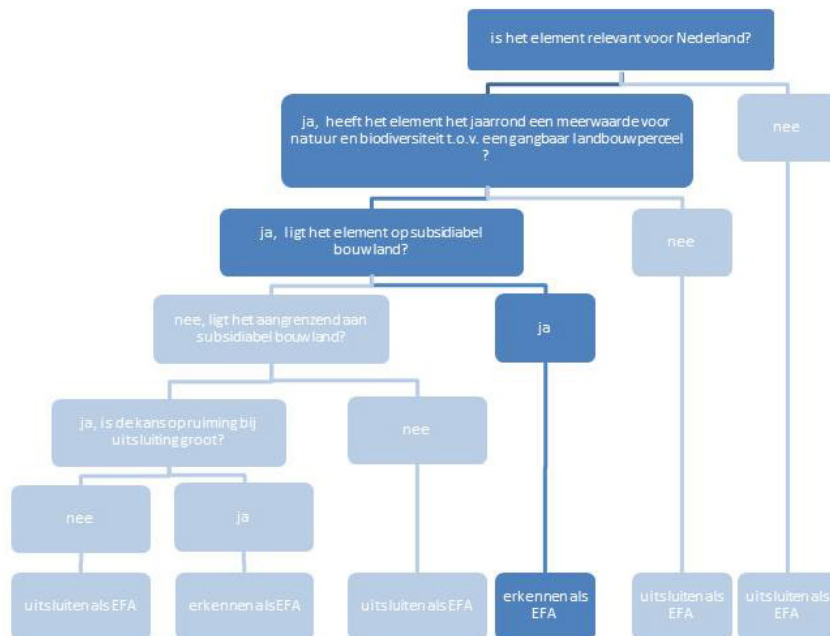 is het element relevant voor Nederland?
ja, heeft het element het jaarrond een meerwaarde voor
natuur en biodiversiteit t.o.v. een gangbaar landbouwperceel
?
nee
ja, ligt het element op subsidiabel
bouwland?
nee
nee, ligt het aangrenzend aan
subsidiabel bouwland?
ja
ja, is de kans op ruiming bij
uitsluiting groot?
nee
nee
ja
uitsluiten als EFA
erkennen als EFA
uitsluiten als EFA
erkennen als
EFA
uitsluiten als
EFA
uitsluiten als
EFA